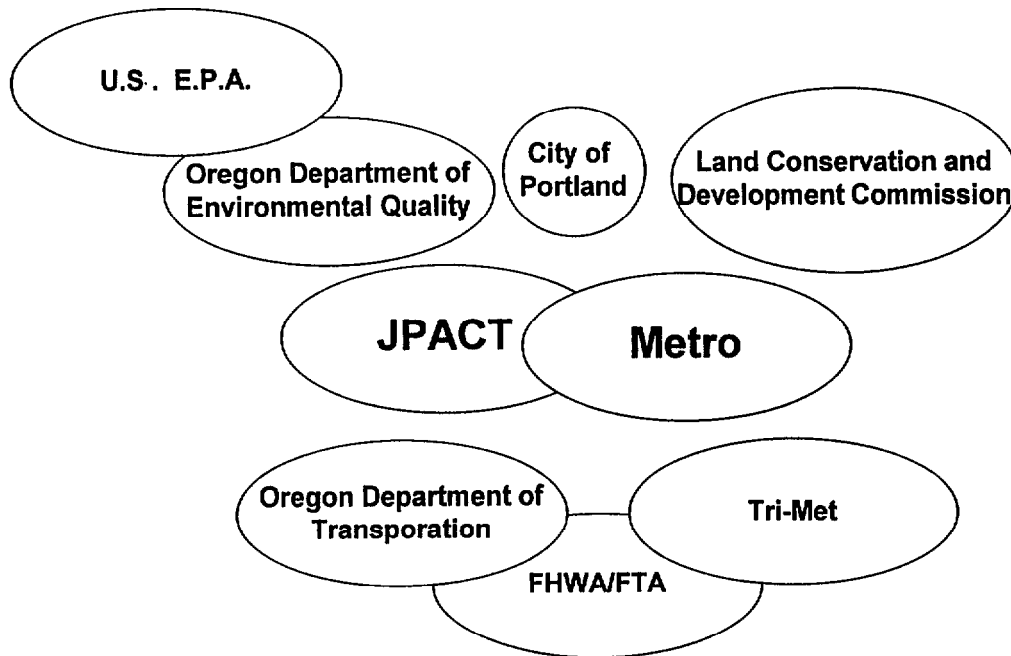 U.S. E.P.A.
Oregon Department of
Environmental Quality
City of
Portland
Land Conservation and
Development Commission
JPACT
Metro
Oregon Department of
Transporation
Tri-Met
FHWA/FTA